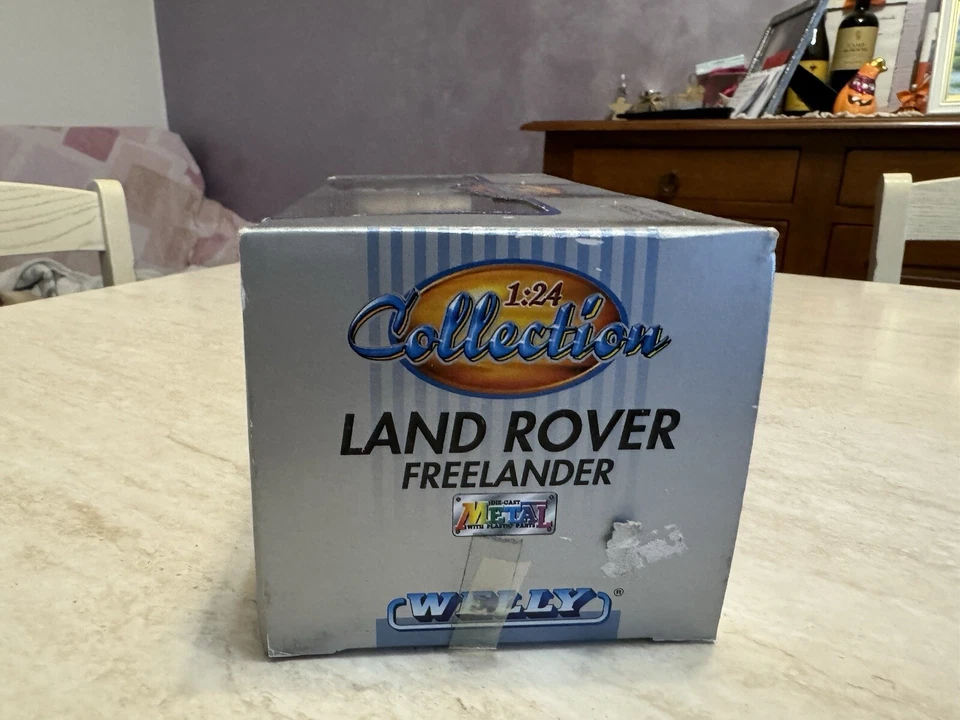 1:24
Collection
LAND ROVER
FREELANDER
DIE-CAST
METAL
WITH PLASTIC PARTS
WELLY®